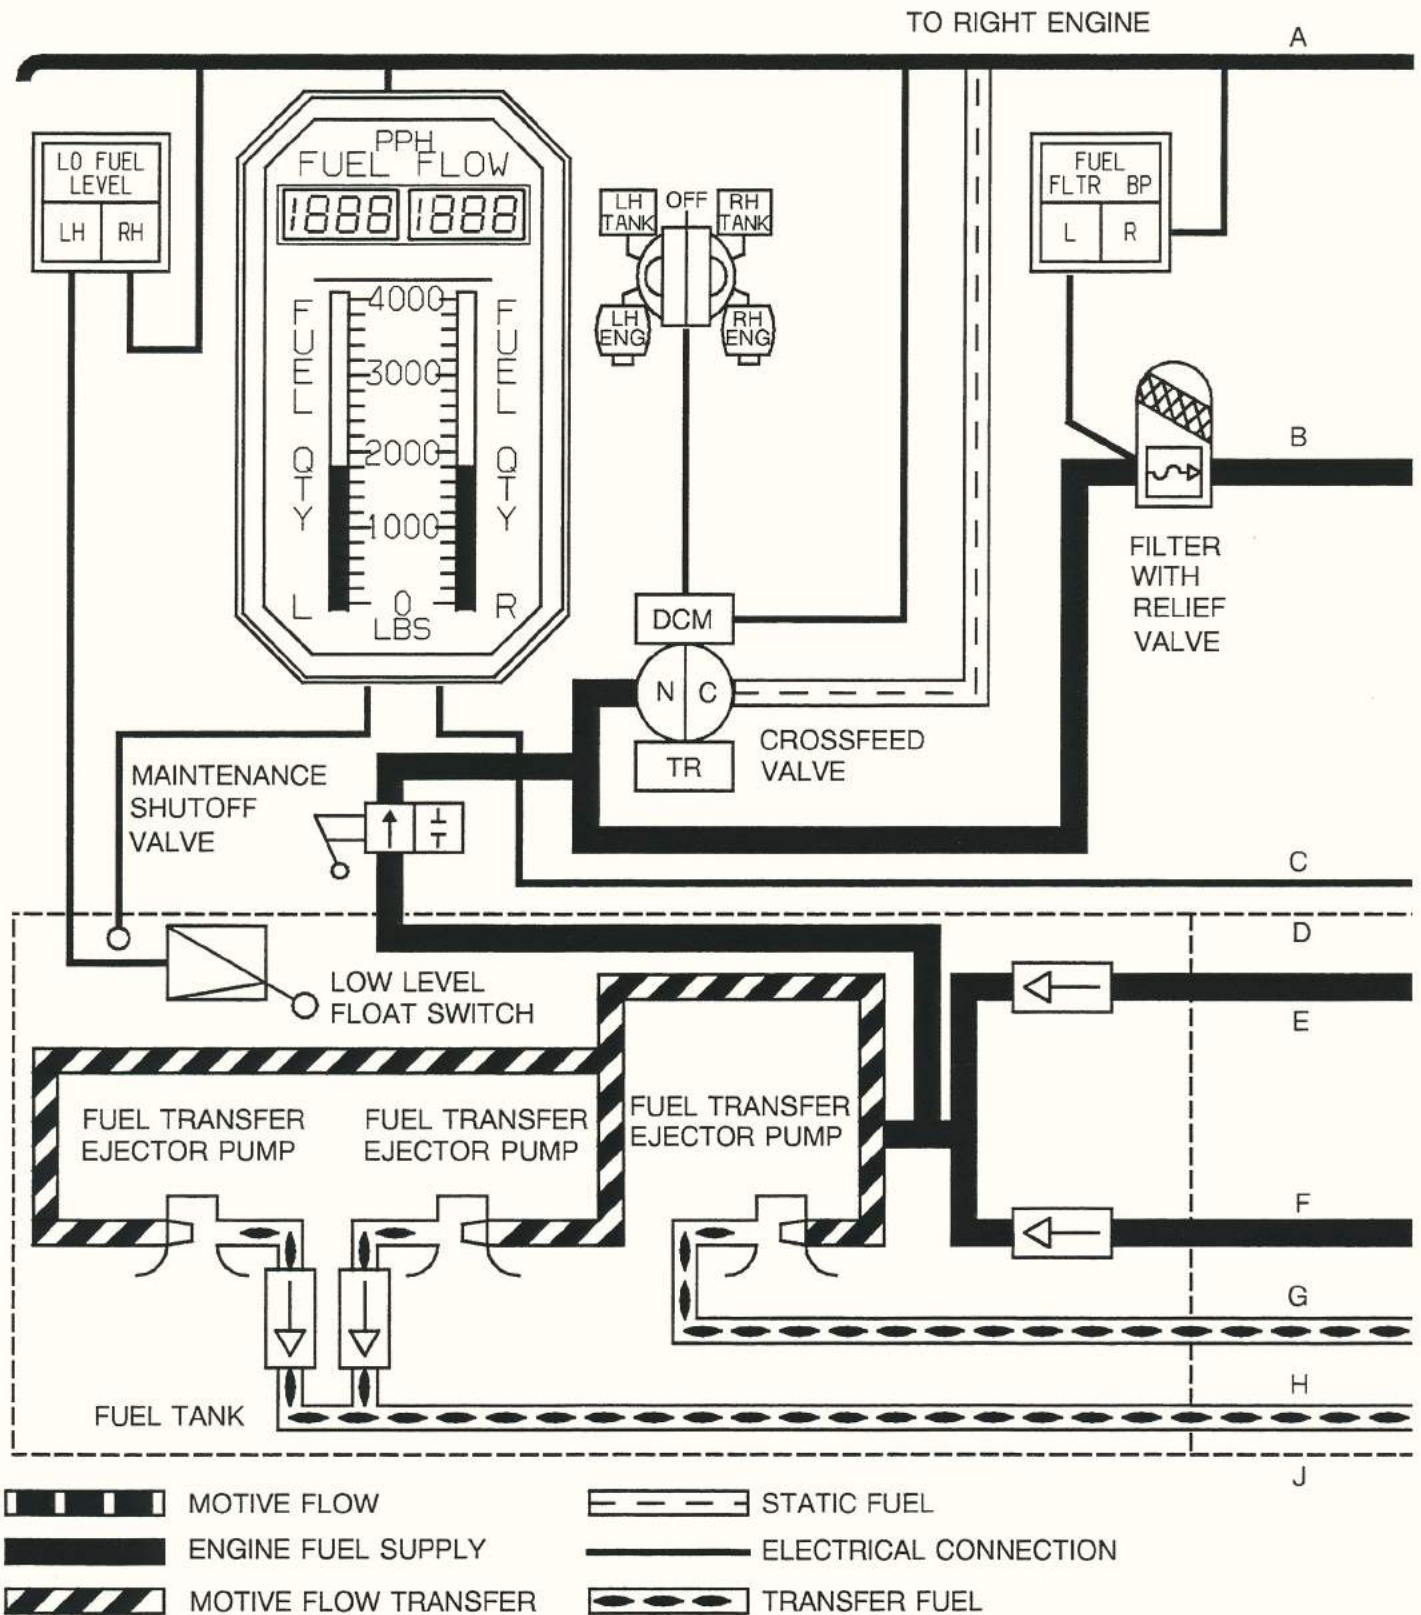 TO RIGHT ENGINE
A
LO FUEL
LEVEL
LH RH
PPH
FUEL FLOW
1888 1888
FUEL QTY
L
4000
3000
2000
1000
0
LBS
FUEL QTY
R
LH
TANK
OFF
RH
TANK
LH
ENG
RH
ENG
FUEL
FLTR BP
L R
B
FILTER
WITH
RELIEF
VALVE
DCM
N C
TR
CROSSFEED
VALVE
MAINTENANCE
SHUTOFF
VALVE
C
D
LOW LEVEL
FLOAT SWITCH
E
FUEL TRANSFER
EJECTOR PUMP
FUEL TRANSFER
EJECTOR PUMP
FUEL TRANSFER
EJECTOR PUMP
F
G
H
FUEL TANK
J
MOTIVE FLOW
ENGINE FUEL SUPPLY
MOTIVE FLOW TRANSFER
STATIC FUEL
ELECTRICAL CONNECTION
TRANSFER FUEL